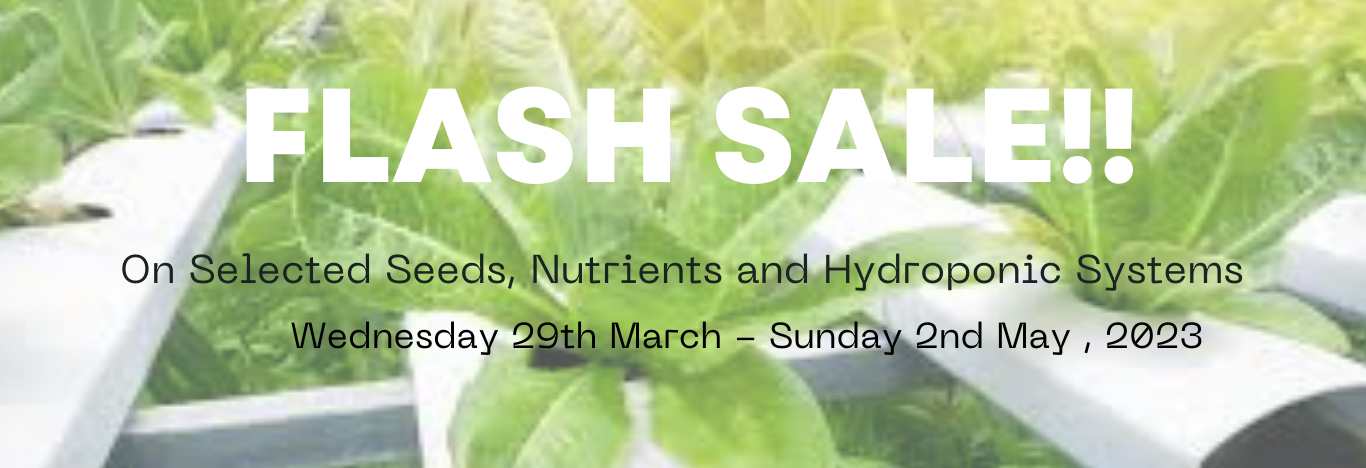 FLASH SALE!!
On Selected Seeds, Nutrients and Hydroponic Systems
Wednesday 29th March - Sunday 2nd May , 2023